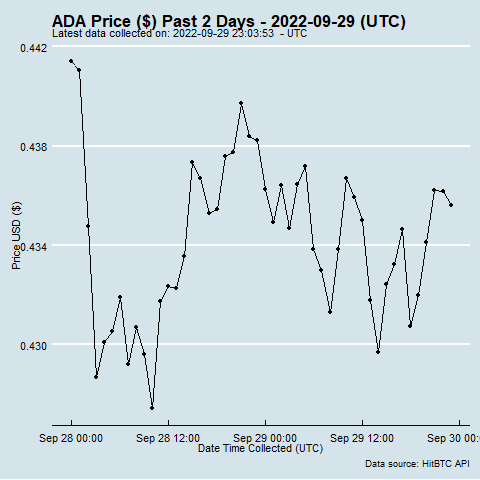 ADA Price ($) Past 2 Days - 2022-09-29 (UTC)
Latest data collected on: 2022-09-29 23:03:53 - UTC
0.442
0.438
0.434
0.430
Price USD ($)
Sep 28 00:00 Sep 28 12:00 Sep 29 00:00 Sep 29 12:00 Sep 30 00:
Date Time Collected (UTC)
Data source: HitBTC API